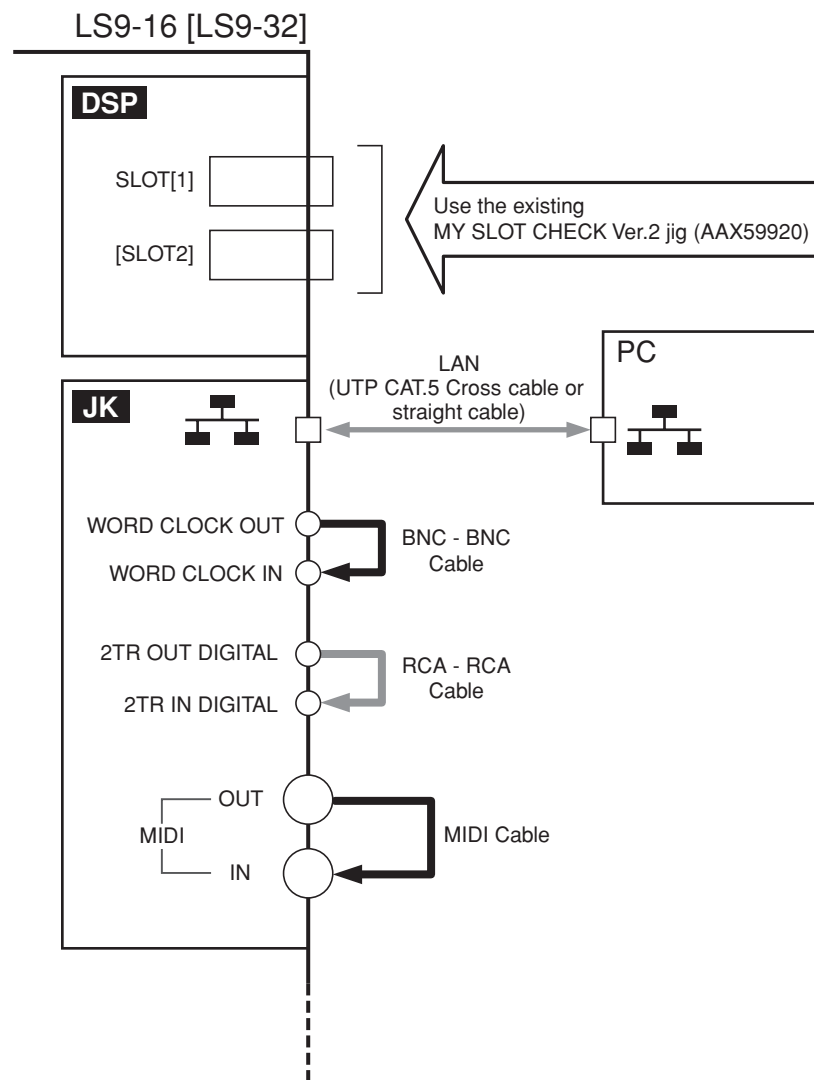 LS9-16 [LS9-32]
DSP
SLOT[1]
[SLOT2]
Use the existing
MY SLOT CHECK Ver.2 jig (AAX59920)
LAN
(UTP CAT.5 Cross cable or
straight cable)
PC
JK
WORD CLOCK OUT
WORD CLOCK IN
BNC - BNC
Cable
2TR OUT DIGITAL
2TR IN DIGITAL
RCA - RCA
Cable
OUT
MIDI
IN
MIDI Cable